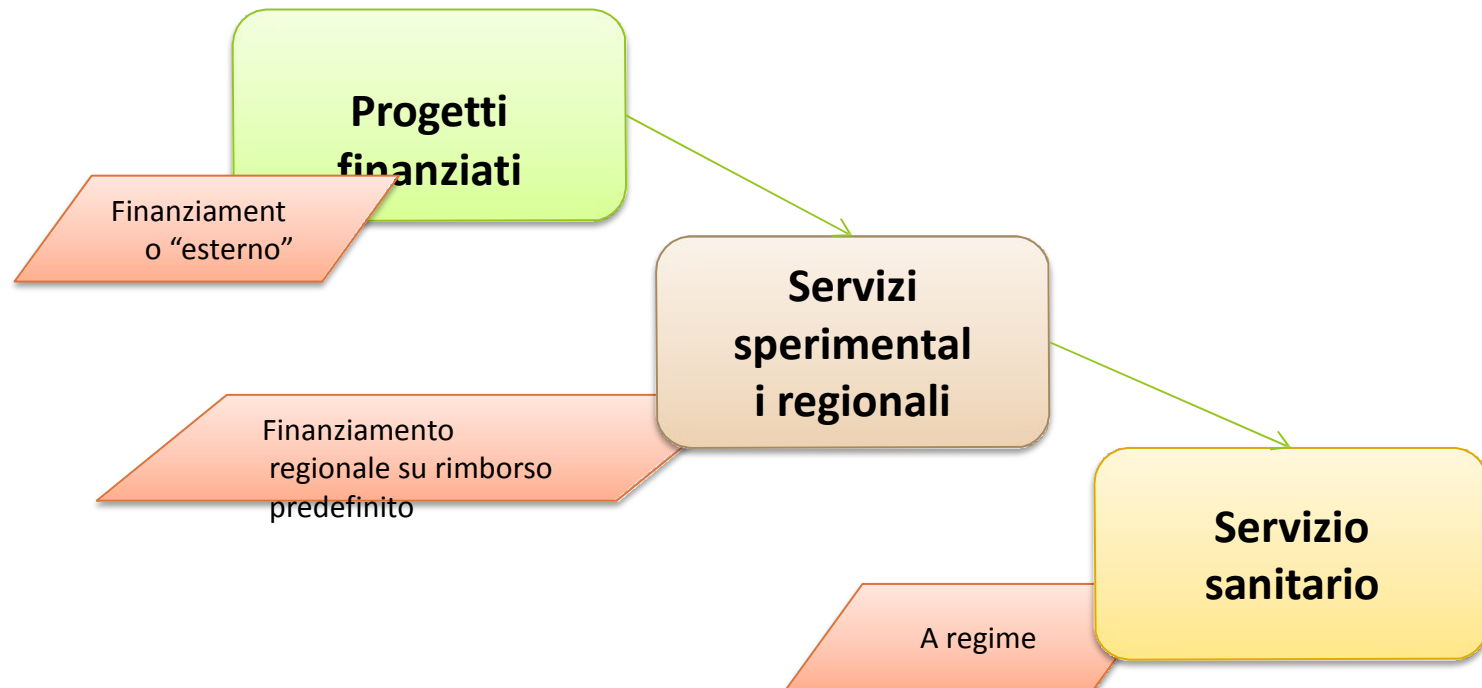 Progetti
finanziati
Finanziament
o “esterno”
Servizi
sperimental
i regionali
Finanziamento
regionale su rimborso
predefinito
Servizio
sanitario
A regime